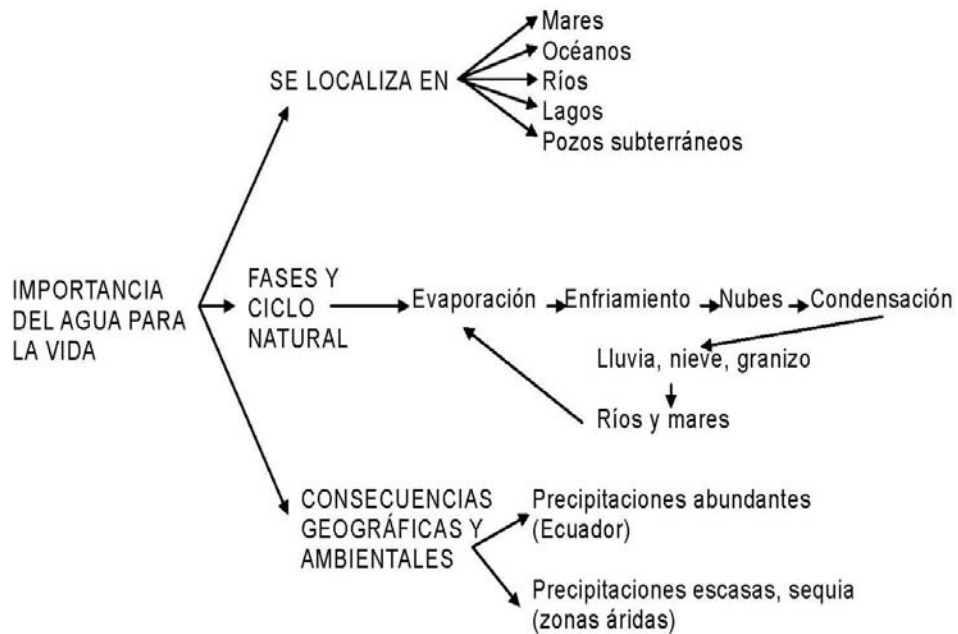 Mares
Océanos
SE LOCALIZA EN
Ríos
Lagos
Pozos subterráneos
IMPORTANCIA
DEL AGUA PARA
LA VIDA
FASES Y
CICLO
NATURAL
Evaporación
Enfriamiento
Nubes
Condensación
Lluvia, nieve, granizo
Ríos y mares
CONSECUENCIAS
GEOGRÁFICAS Y
AMBIENTALES
Precipitaciones abundantes
(Ecuador)
Precipitaciones escasas, sequia
(zonas áridas)